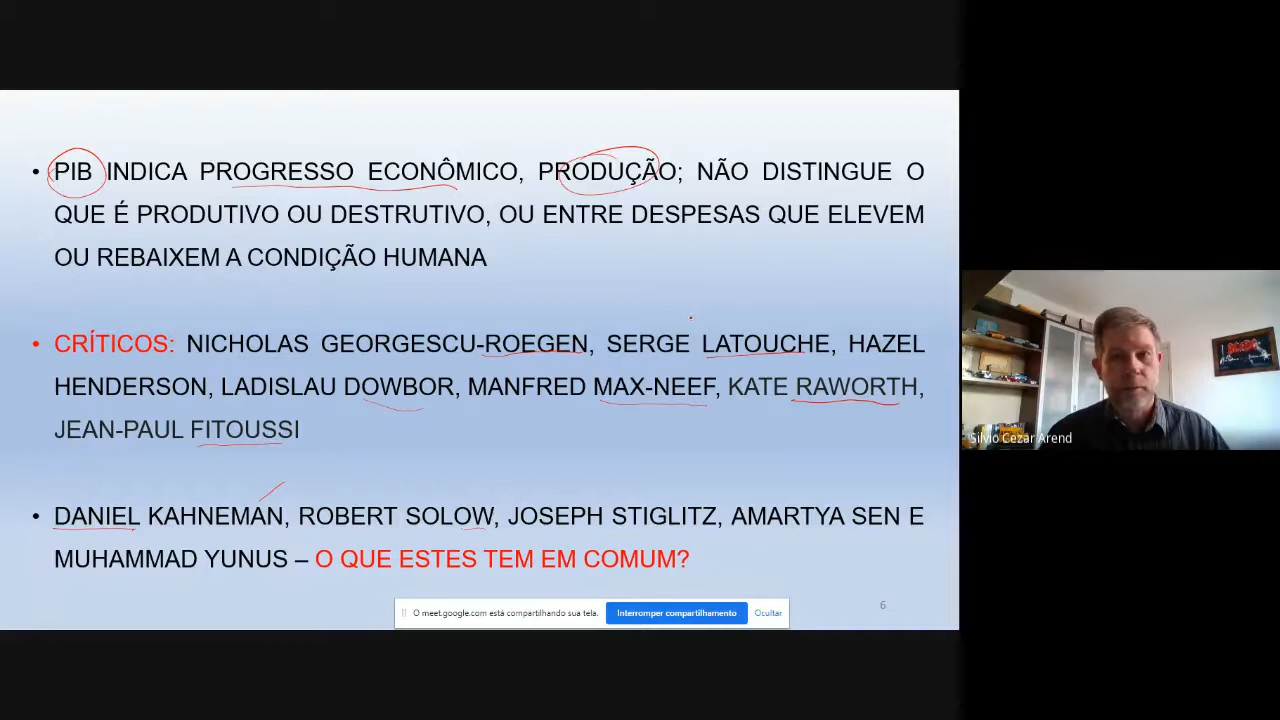 • PIB INDICA PROGRESSO ECONÔMICO, PRODUÇÃO; NÃO DISTINGUE O
QUE É PRODUTIVO OU DESTRUTIVO, OU ENTRE DESPESAS QUE ELEVEM
OU REBAIXEM A CONDIÇÃO HUMANA
• CRÍTICOS: NICHOLAS GEORGESCU-ROEGEN, SERGE LATOUCHE, HAZEL
HENDERSON, LADISLAU DOWBOR, MANFRED MAX-NEEF, KATE RAWORTH,
JEAN-PAUL FITOUSSI
• DANIEL KAHNEMAN, ROBERT SOLOW, JOSEPH STIGLITZ, AMARTYA SEN E
MUHAMMAD YUNUS – O QUE ESTES TEM EM COMUM?
O meet.google.com está compartilhando sua tela. Interromper compartilhamento Ocultar
6
Silvio Cezar Arend